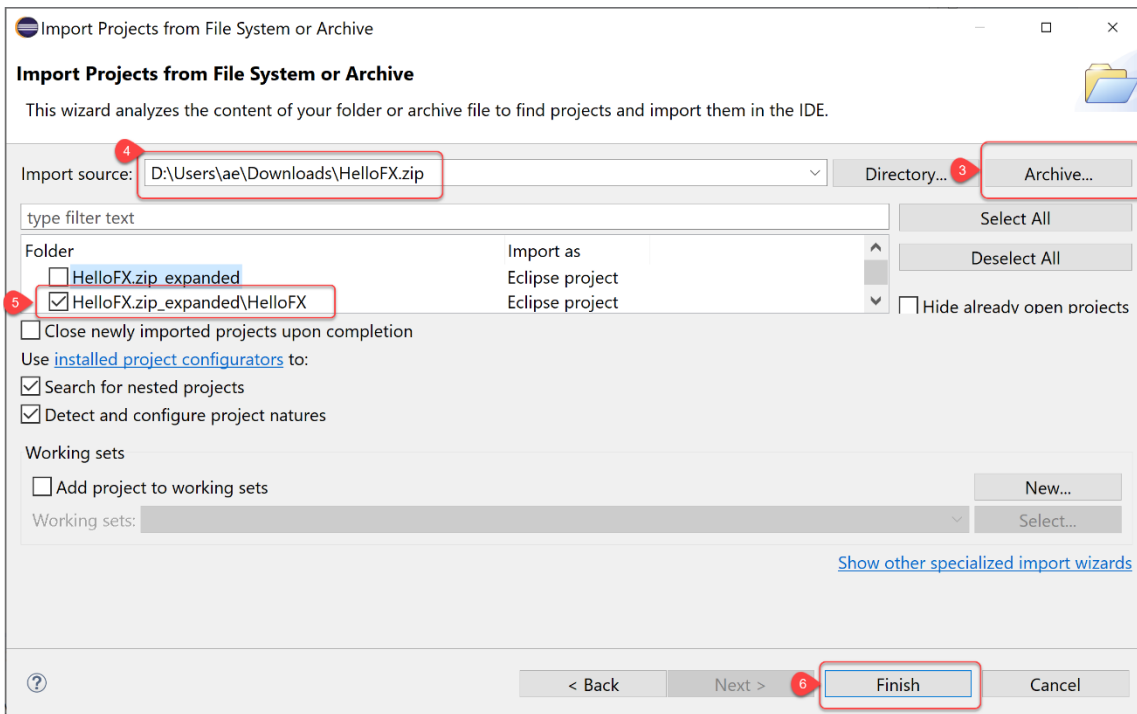 Import Projects from File System or Archive
Import Projects from File System or Archive
This wizard analyzes the content of your folder or archive file to find projects and import them in the IDE.
4
Import source: D:\Users\ae\Downloads\HelloFX.zip Directory... 3 Archive...
type filter text Select All
Folder Import as Deselect All
HelloFX.zip_expanded Eclipse project
5 HelloFX.zip_expanded\HelloFX Eclipse project Hide already open projects
Close newly imported projects upon completion
Use installed project configurators to:
Search for nested projects
Detect and configure project natures
Working sets
Add project to working sets New...
Working sets: Select...
Show other specialized import wizards
? < Back Next > 6 Finish Cancel